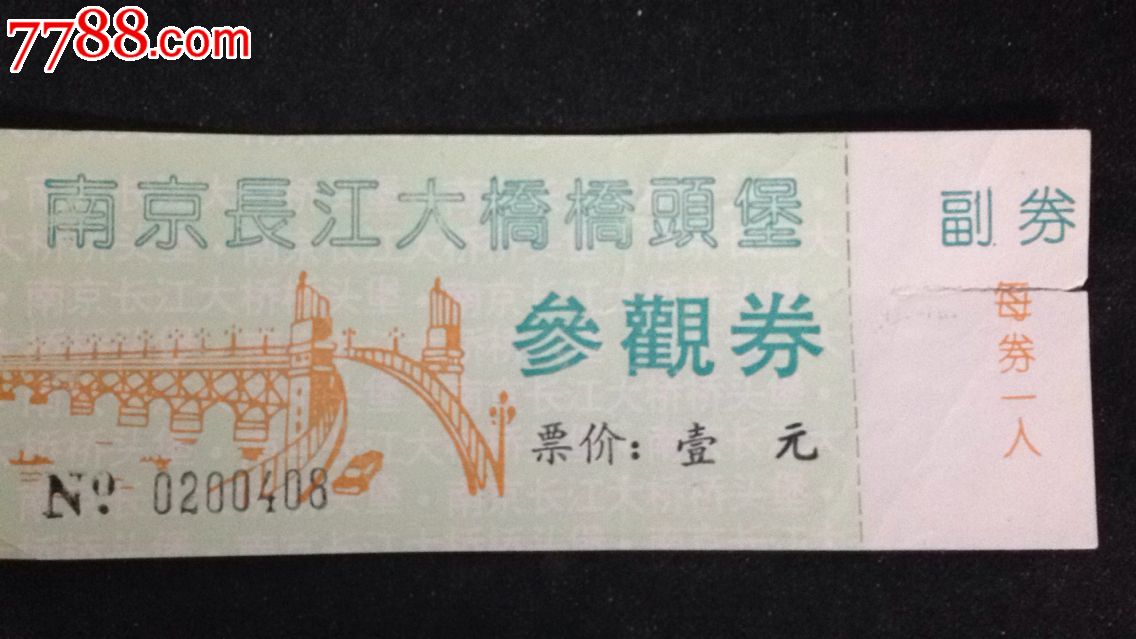 7788.com
南京長江大橋橋頭堡
參觀券
票价：壹 元
№ 0200408
副券
每券一人